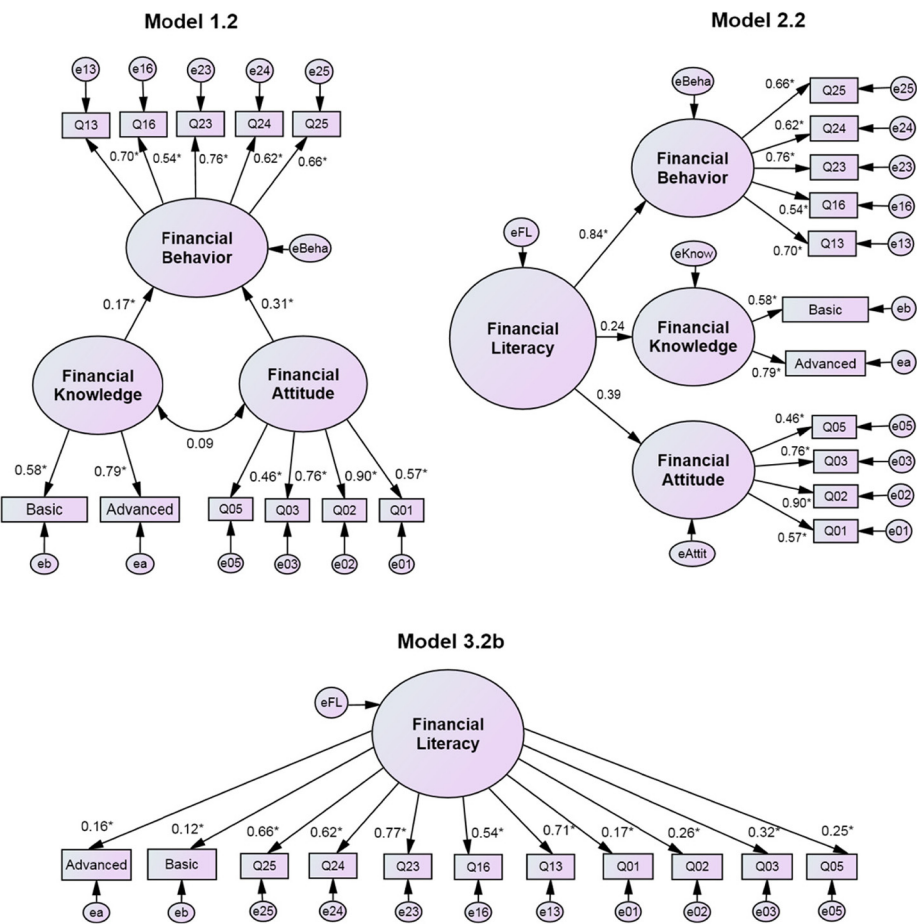 Model 1.2
e13 e16 e23 e24 e25
Q13 Q16 Q23 Q24 Q25
0.70* 0.54* 0.76* 0.62* 0.66*
Financial
Behavior
eBeha
0.17* 0.31*
Financial
Knowledge
Financial
Attitude
0.09
0.58* 0.79* 0.46* 0.76* 0.90* 0.57*
Basic Advanced Q05 Q03 Q02 Q01
eb ea e05 e03 e02 e01
Model 2.2
eBeha
Financial
Behavior
0.66* Q25 e25
0.62* Q24 e24
0.76* Q23 e23
0.54* Q16 e16
0.70* Q13 e13
eFL
Financial
Literacy
0.84*
0.24
0.39
eKnow
Financial
Knowledge
0.58* Basic eb
0.79* Advanced ea
Financial
Attitude
eAttit
0.46* Q05 e05
0.76* Q03 e03
0.90* Q02 e02
0.57* Q01 e01
Model 3.2b
eFL
Financial
Literacy
0.16* 0.12* 0.66* 0.62* 0.77* 0.54* 0.71* 0.17* 0.26* 0.32* 0.25*
Advanced Basic Q25 Q24 Q23 Q16 Q13 Q01 Q02 Q03 Q05
ea eb e25 e24 e23 e16 e13 e01 e02 e03 e05